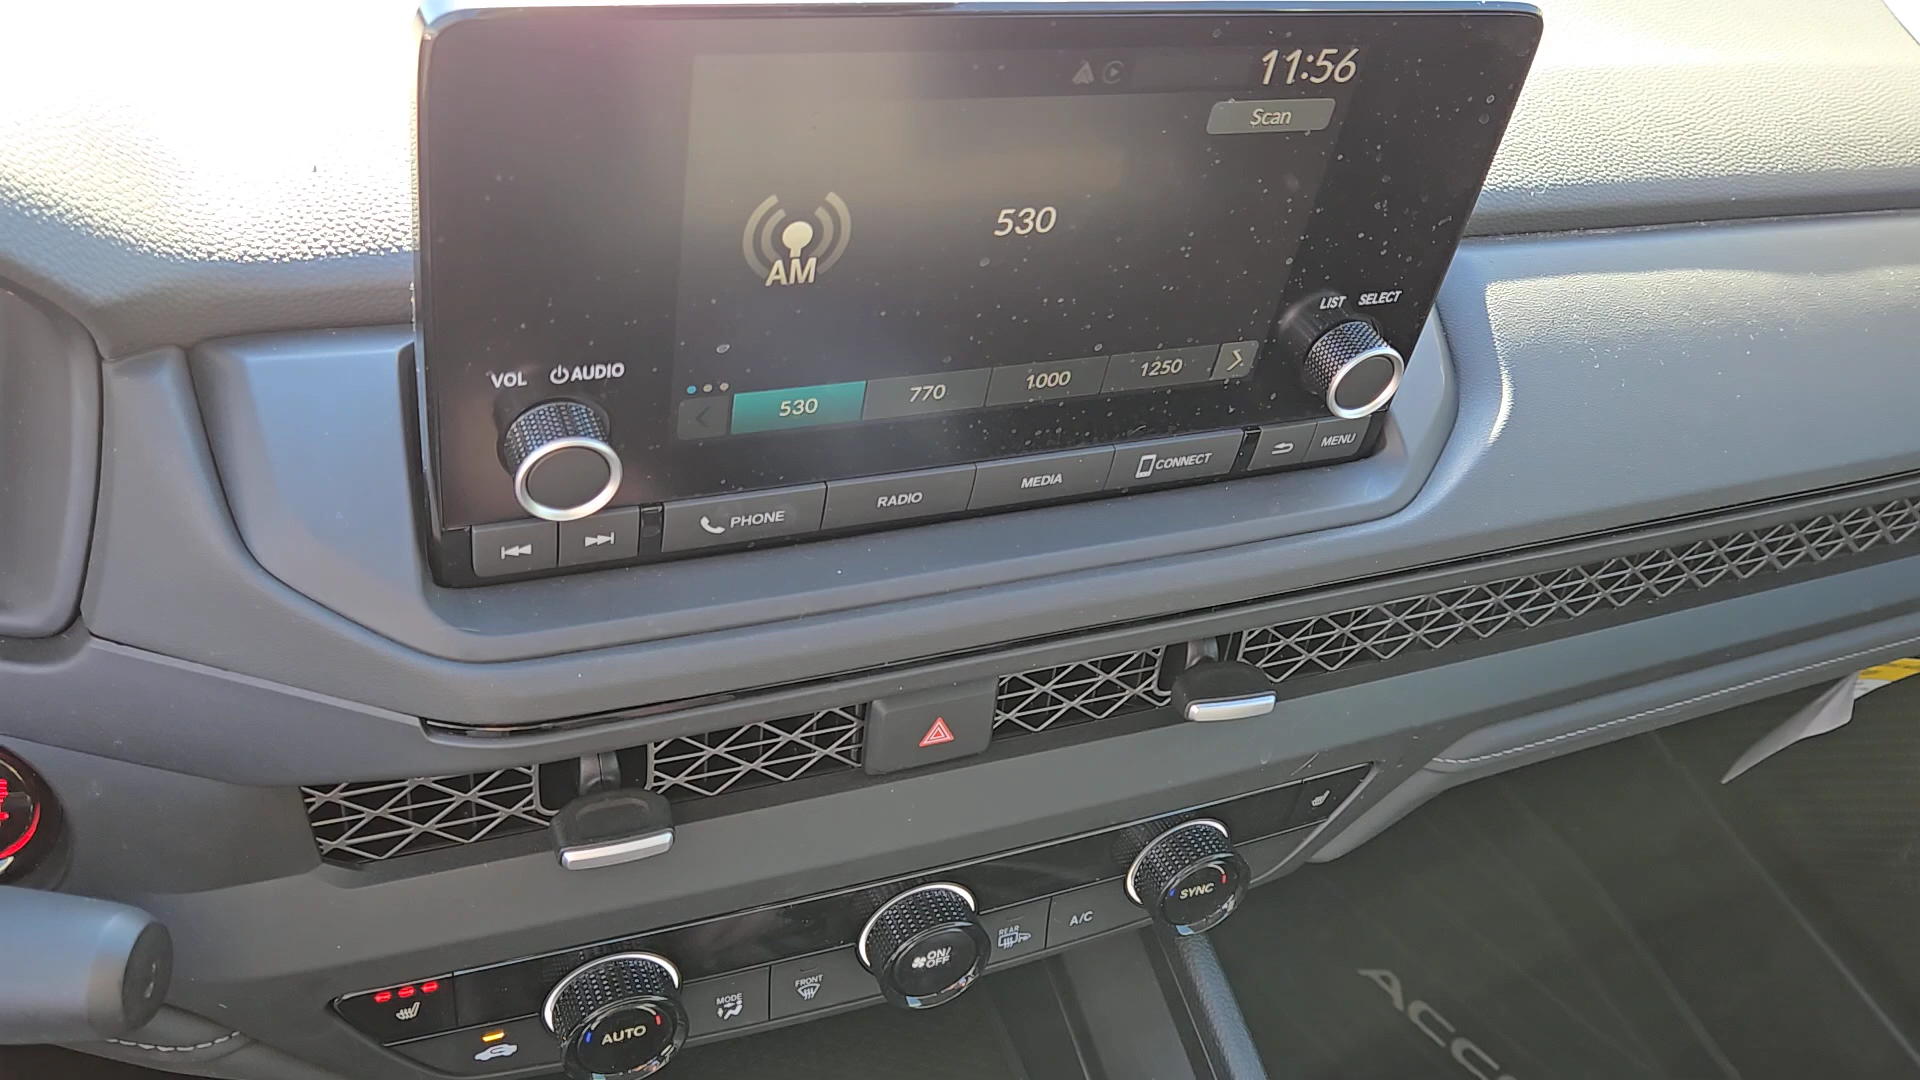 11:56
Scan
530
AM
LIST SELECT
VOL AUDIO
530 770 1000 1250
PHONE RADIO MEDIA CONNECT MENU
SYNC
A/C
REAR
ON/
OFF
FRONT
MODE
AUTO